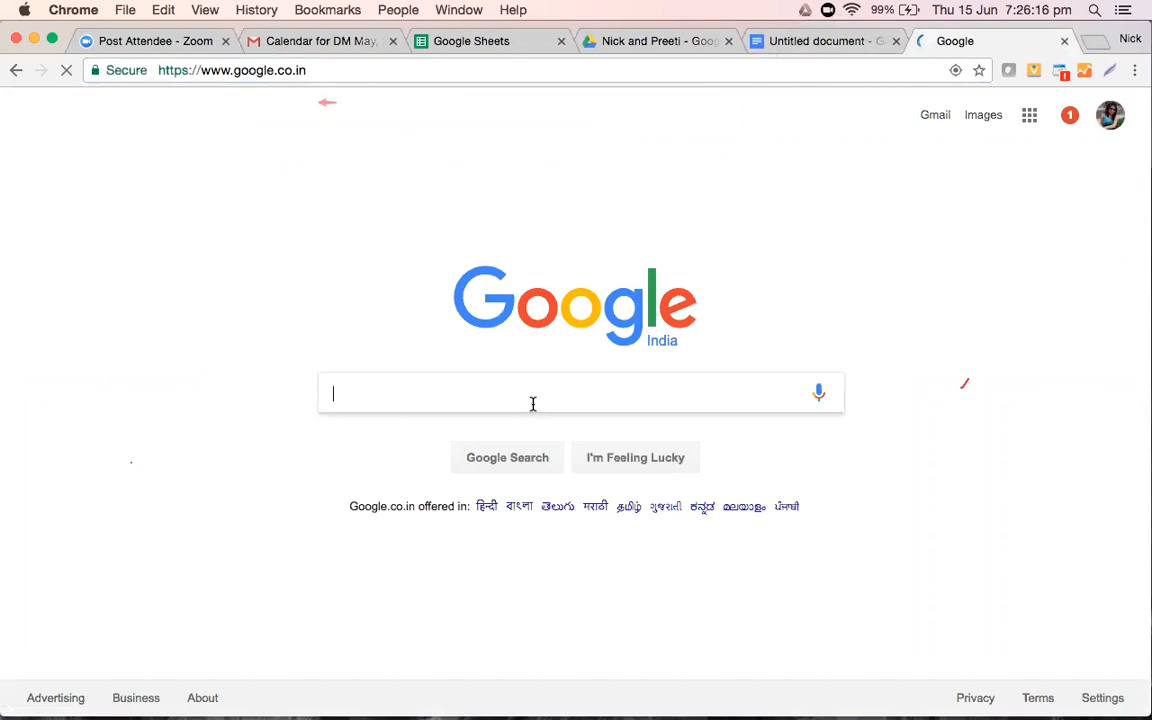 Chrome File Edit View History Bookmarks People Window Help 99% Thu 15 Jun 7:26:16 pm
Post Attendee - Zoom Calendar for DM May, Google Sheets Nick and Preeti - Goog Untitled document - G Google Nick
Secure https://www.google.co.in
Gmail Images 1
Google
India
Google Search I'm Feeling Lucky
Google.co.in offered in: हिन्दी বাংলা తెలుగు मराठी தமிழ் ગુજરાતી ಕನ್ನಡ മലയാളം ਪੰਜਾਬੀ
Advertising Business About Privacy Terms Settings